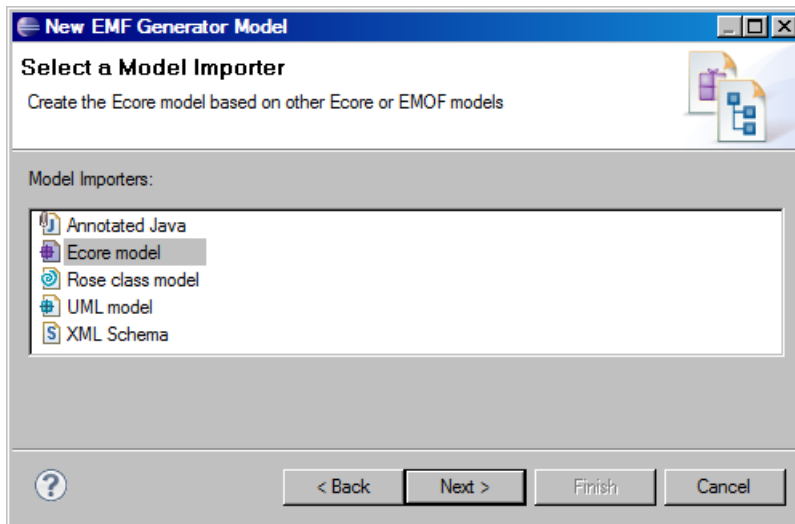 New EMF Generator Model
Select a Model Importer
Create the Ecore model based on other Ecore or EMOF models
Model Importers:
Annotated Java
Ecore model
Rose class model
UML model
XML Schema
< Back Next > Finish Cancel